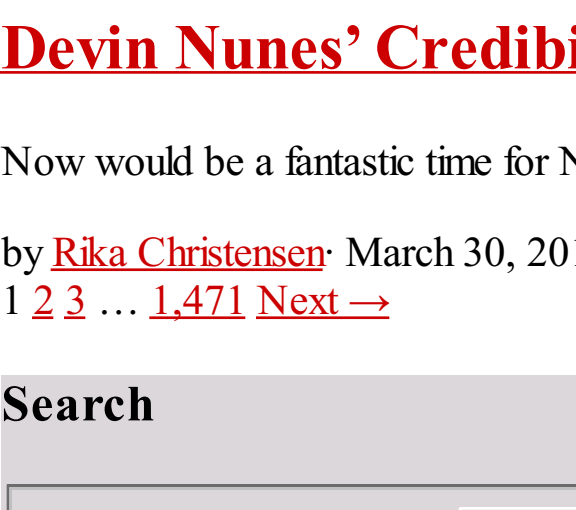 Devin Nunes’ Credibi
Now would be a fantastic time for N
by Rika Christensen· March 30, 201
1 2 3 … 1,471 Next →
Search